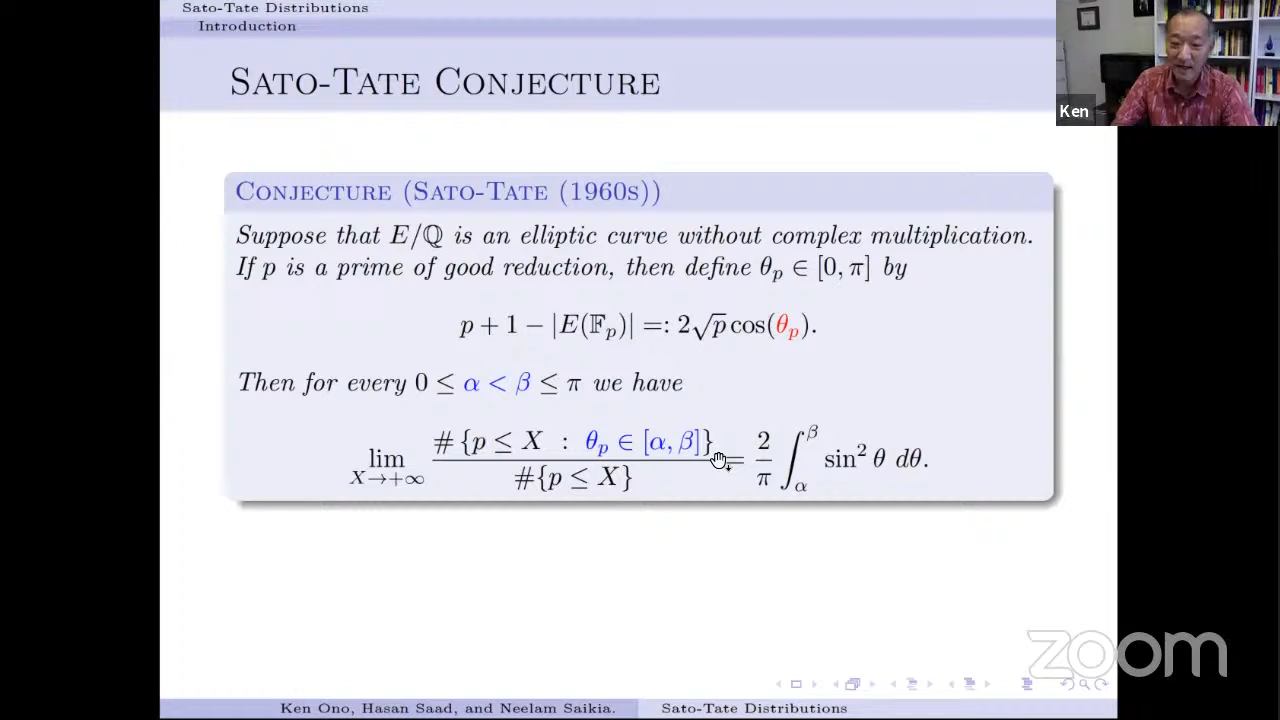 Sato-Tate Distributions
Introduction
Sato-Tate Conjecture
Ken
Conjecture (Sato-Tate (1960s))
Suppose that E/ℚ is an elliptic curve without complex multiplication.
If p is a prime of good reduction, then define θ_p ∈ [0, π] by
p + 1 − |E(𝔽_p)| =: 2√p cos(θ_p).
Then for every 0 ≤ α < β ≤ π we have
lim_{X→+∞} #{p ≤ X : θ_p ∈ [α, β]} / #{p ≤ X} = 2/π ∫_α^β sin² θ dθ.
zoom
Ken Ono, Hasan Saad, and Neelam Saikia. Sato-Tate Distributions